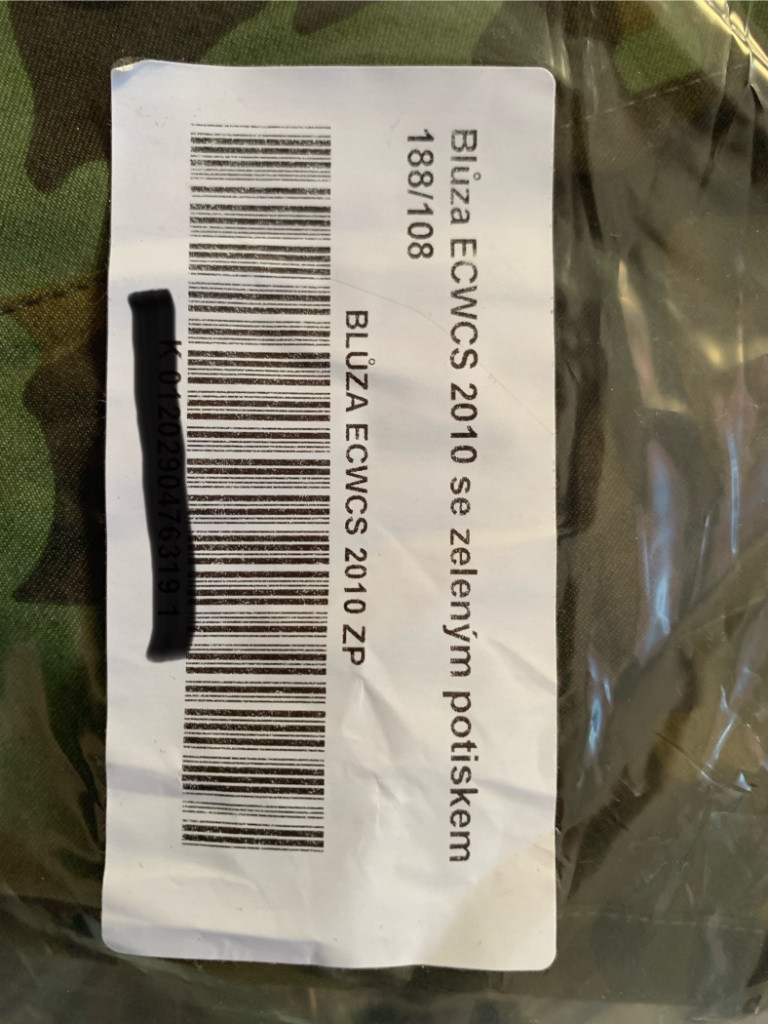 Blůza ECWCS 2010 se zeleným potiskem
188/108
BLŮZA ECWCS 2010 ZP